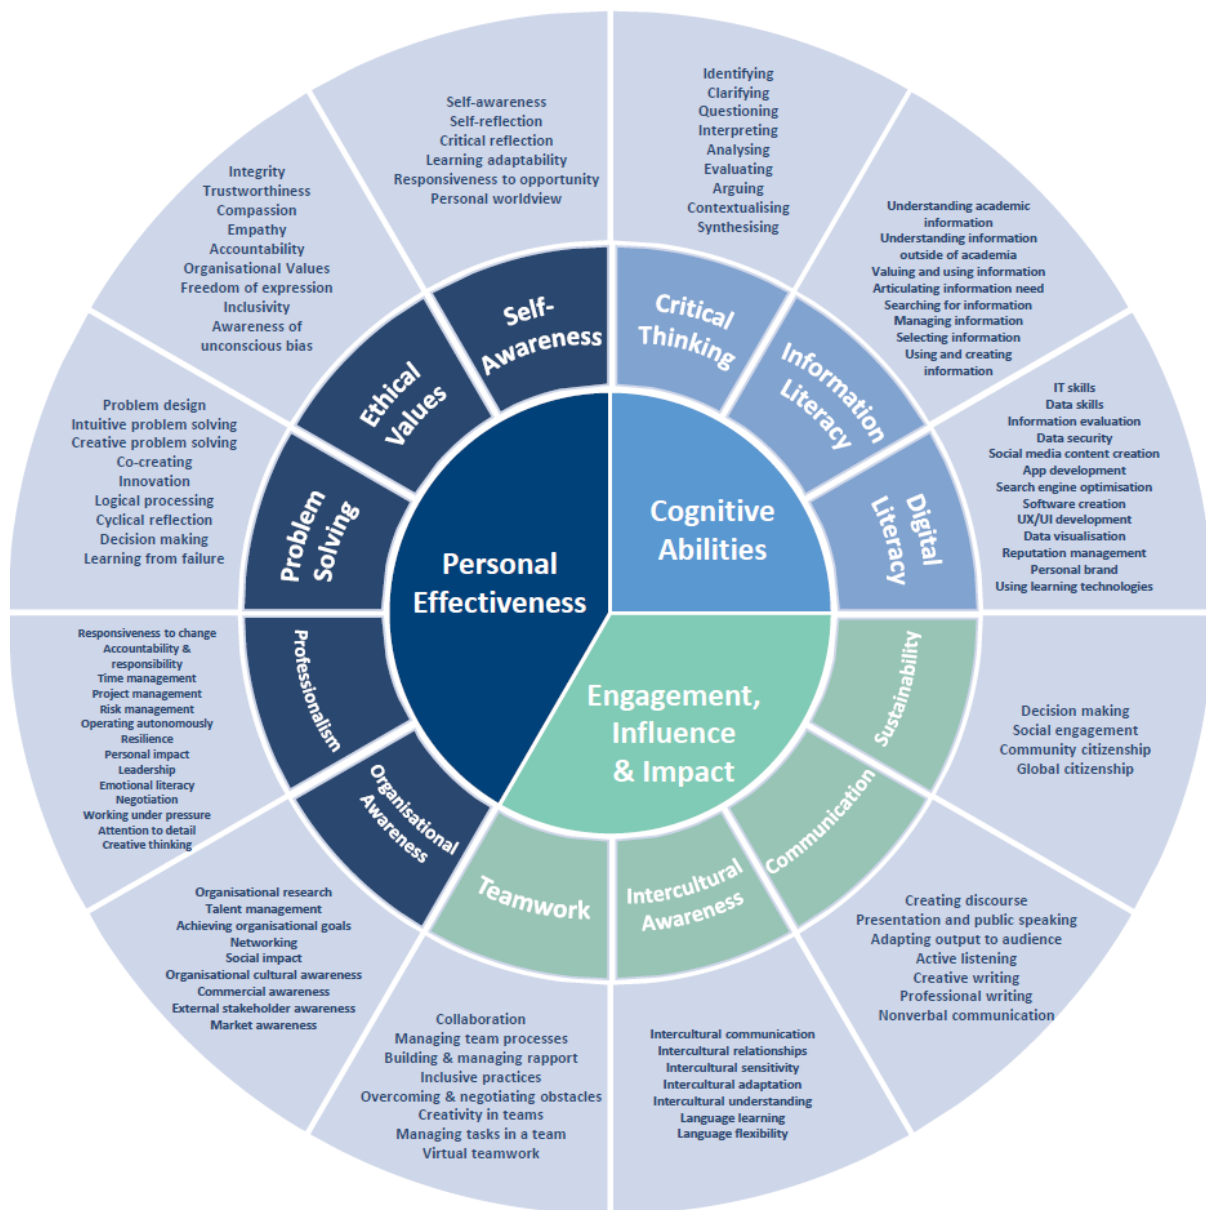 Personal
Effectiveness
Cognitive
Abilities
Engagement,
Influence
& Impact
Self-
Awareness
Self-awareness
Self-reflection
Critical reflection
Learning adaptability
Responsiveness to opportunity
Personal worldview
Critical
Thinking
Identifying
Clarifying
Questioning
Interpreting
Analysing
Evaluating
Arguing
Contextualising
Synthesising
Information
Literacy
Understanding academic
information
Understanding information
outside of academia
Valuing and using information
Articulating information need
Searching for information
Managing information
Selecting information
Using and creating
information
Digital
Literacy
IT skills
Data skills
Information evaluation
Data security
Social media content creation
App development
Search engine optimisation
Software creation
UX/UI development
Data visualisation
Reputation management
Personal brand
Using learning technologies
Sustainability
Decision making
Social engagement
Community citizenship
Global citizenship
Communication
Creating discourse
Presentation and public speaking
Adapting output to audience
Active listening
Creative writing
Professional writing
Nonverbal communication
Intercultural
Awareness
Intercultural communication
Intercultural relationships
Intercultural sensitivity
Intercultural adaptation
Intercultural understanding
Language learning
Language flexibility
Teamwork
Collaboration
Managing team processes
Building & managing rapport
Inclusive practices
Overcoming & negotiating obstacles
Creativity in teams
Managing tasks in a team
Virtual teamwork
Organisational
Awareness
Organisational research
Talent management
Achieving organisational goals
Networking
Social impact
Organisational cultural awareness
Commercial awareness
External stakeholder awareness
Market awareness
Professionalism
Responsiveness to change
Accountability &
responsibility
Time management
Project management
Risk management
Operating autonomously
Resilience
Personal impact
Leadership
Emotional literacy
Negotiation
Working under pressure
Attention to detail
Creative thinking
Problem
Solving
Problem design
Intuitive problem solving
Creative problem solving
Co-creating
Innovation
Logical processing
Cyclical reflection
Decision making
Learning from failure
Ethical
Values
Integrity
Trustworthiness
Compassion
Empathy
Accountability
Organisational Values
Freedom of expression
Inclusivity
Awareness of
unconscious bias